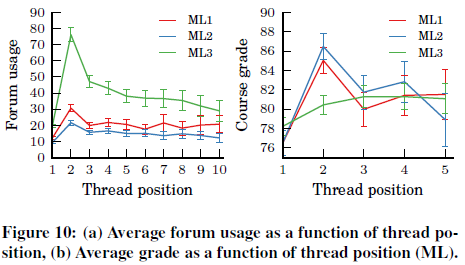 90
80
70
60
50
40
30
20
10
0
Forum usage
ML1
ML2
ML3
1 2 3 4 5 6 7 8 9 10
Thread position
90
88
86
84
82
80
78
76
Course grade
ML1
ML2
ML3
1 2 3 4 5
Thread position
Figure 10: (a) Average forum usage as a function of thread po-
sition, (b) Average grade as a function of thread position (ML).